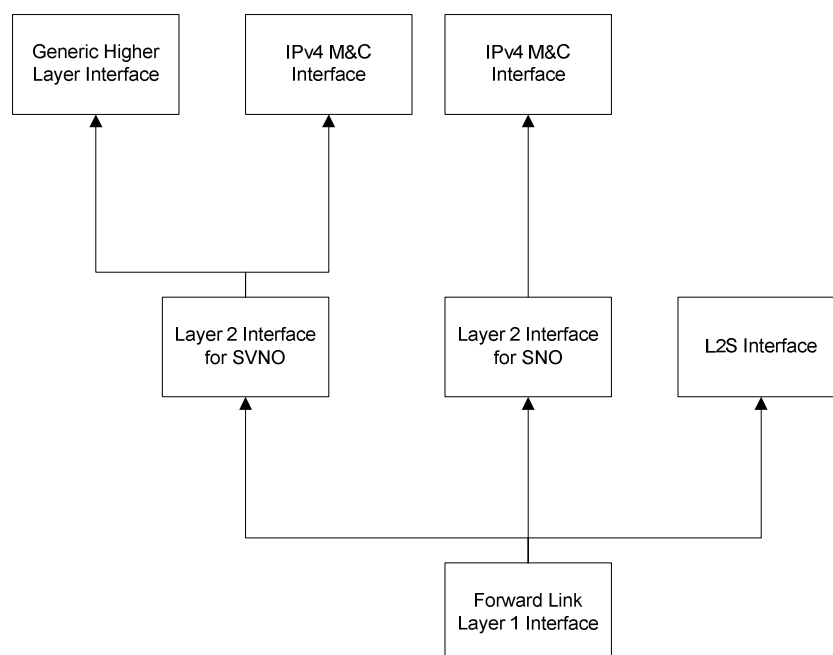 Generic Higher
Layer Interface
IPv4 M&C
Interface
IPv4 M&C
Interface
Layer 2 Interface
for SVNO
Layer 2 Interface
for SNO
L2S Interface
Forward Link
Layer 1 Interface